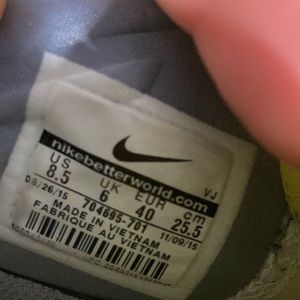 nikebetterworld.com
VJ
US UK EUR cm
8.5 6 40 25.5
08/26/15 704695-701 11/09/15
MADE IN VIETNAM
FABRIQUE AU VIETNAM